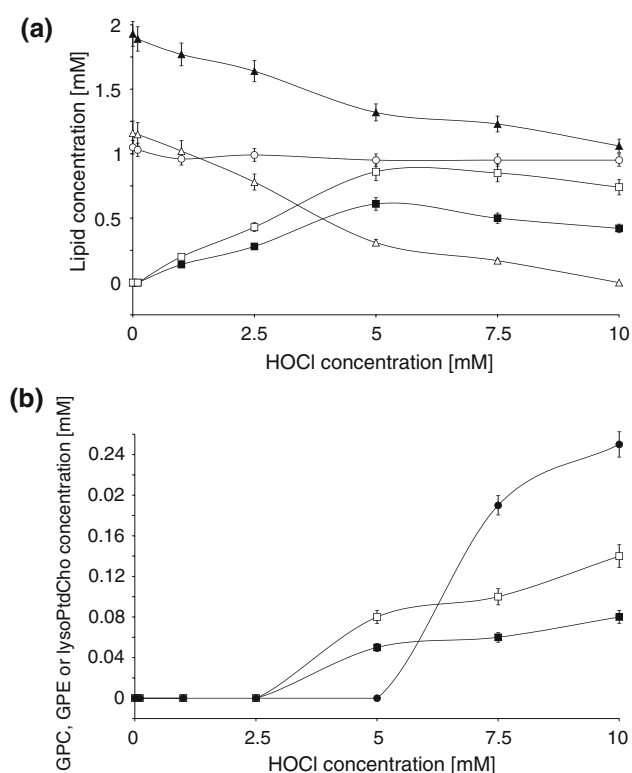 (a)
Lipid concentration [mM]
2
1.5
1
0.5
0
0 1 2.5 5 7.5 10
HOCl concentration [mM]
(b)
GPC, GPE or lysoPtdCho concentration [mM]
0.24
0.02
0.16
0.12
0.08
0.04
0
0 1 2.5 5 7.5 10
HOCl concentration [mM]